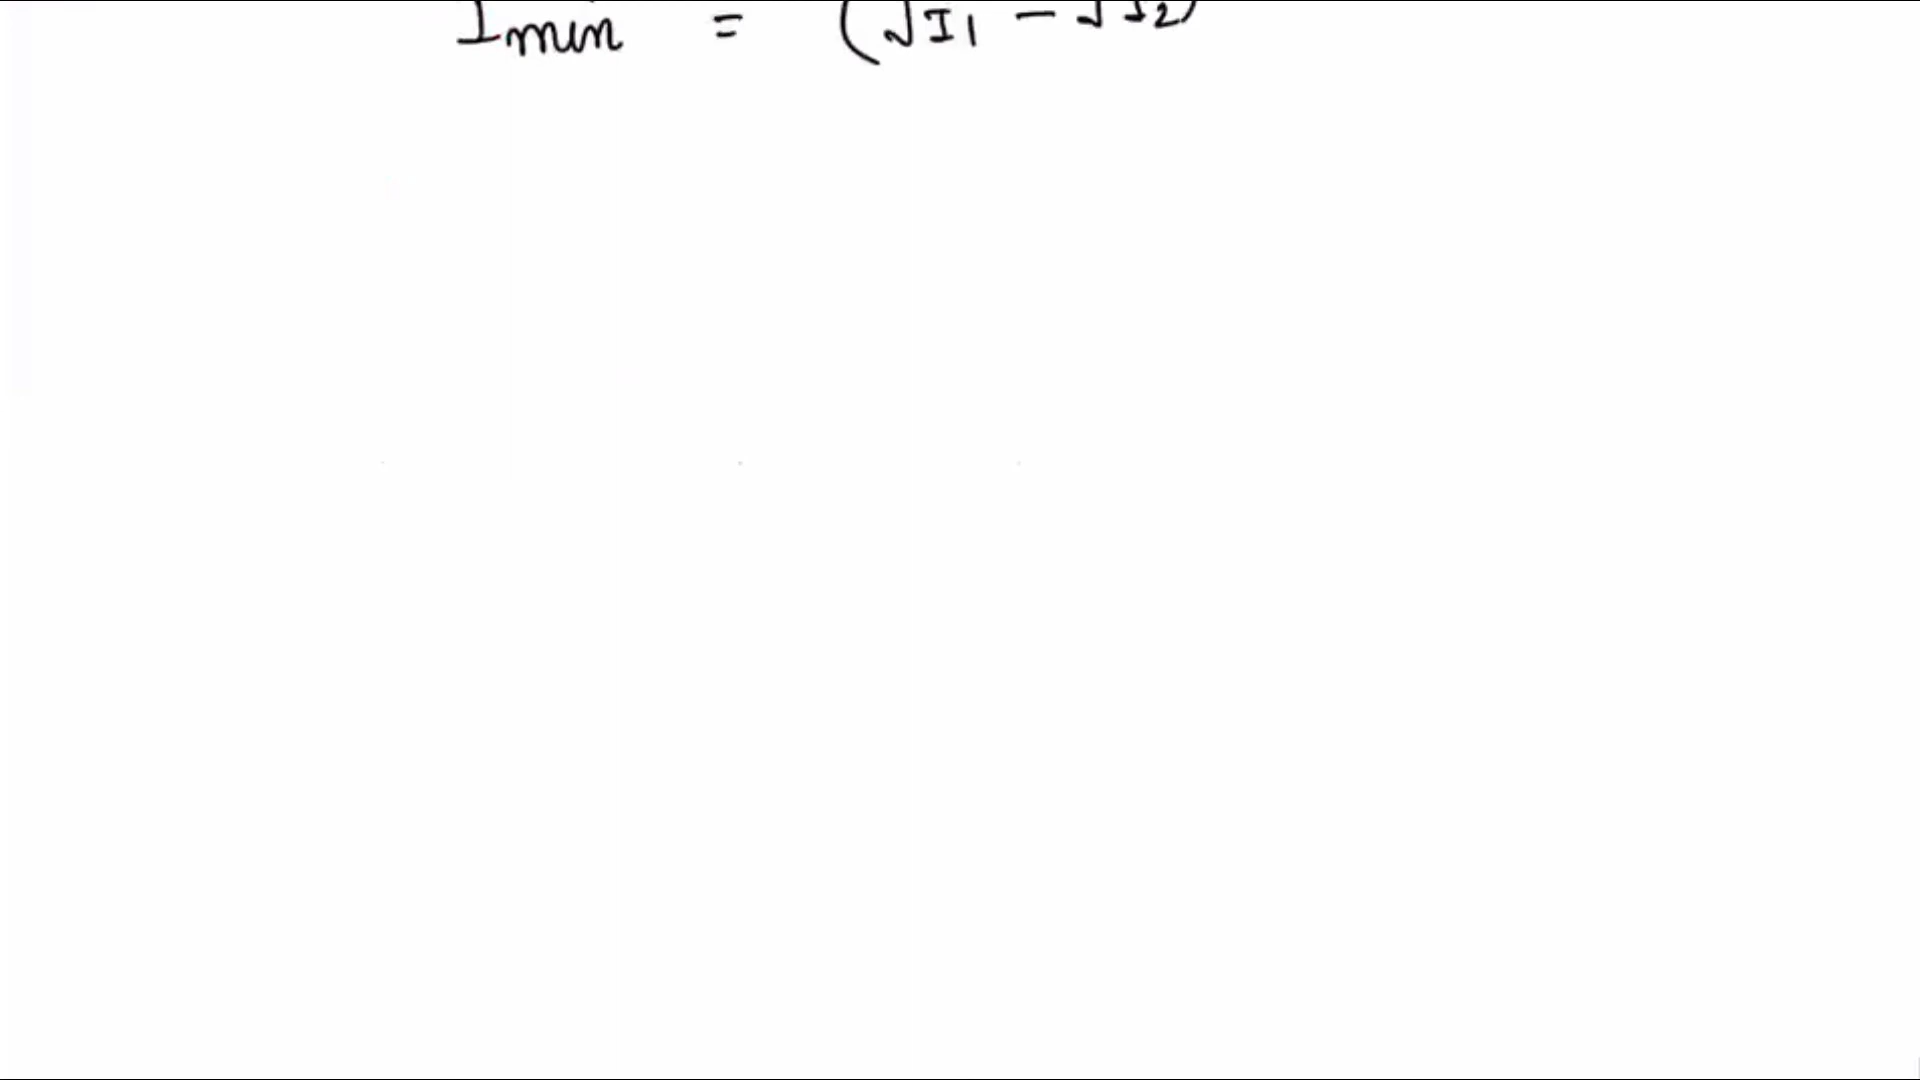 Imin = (√I1 - √I2)